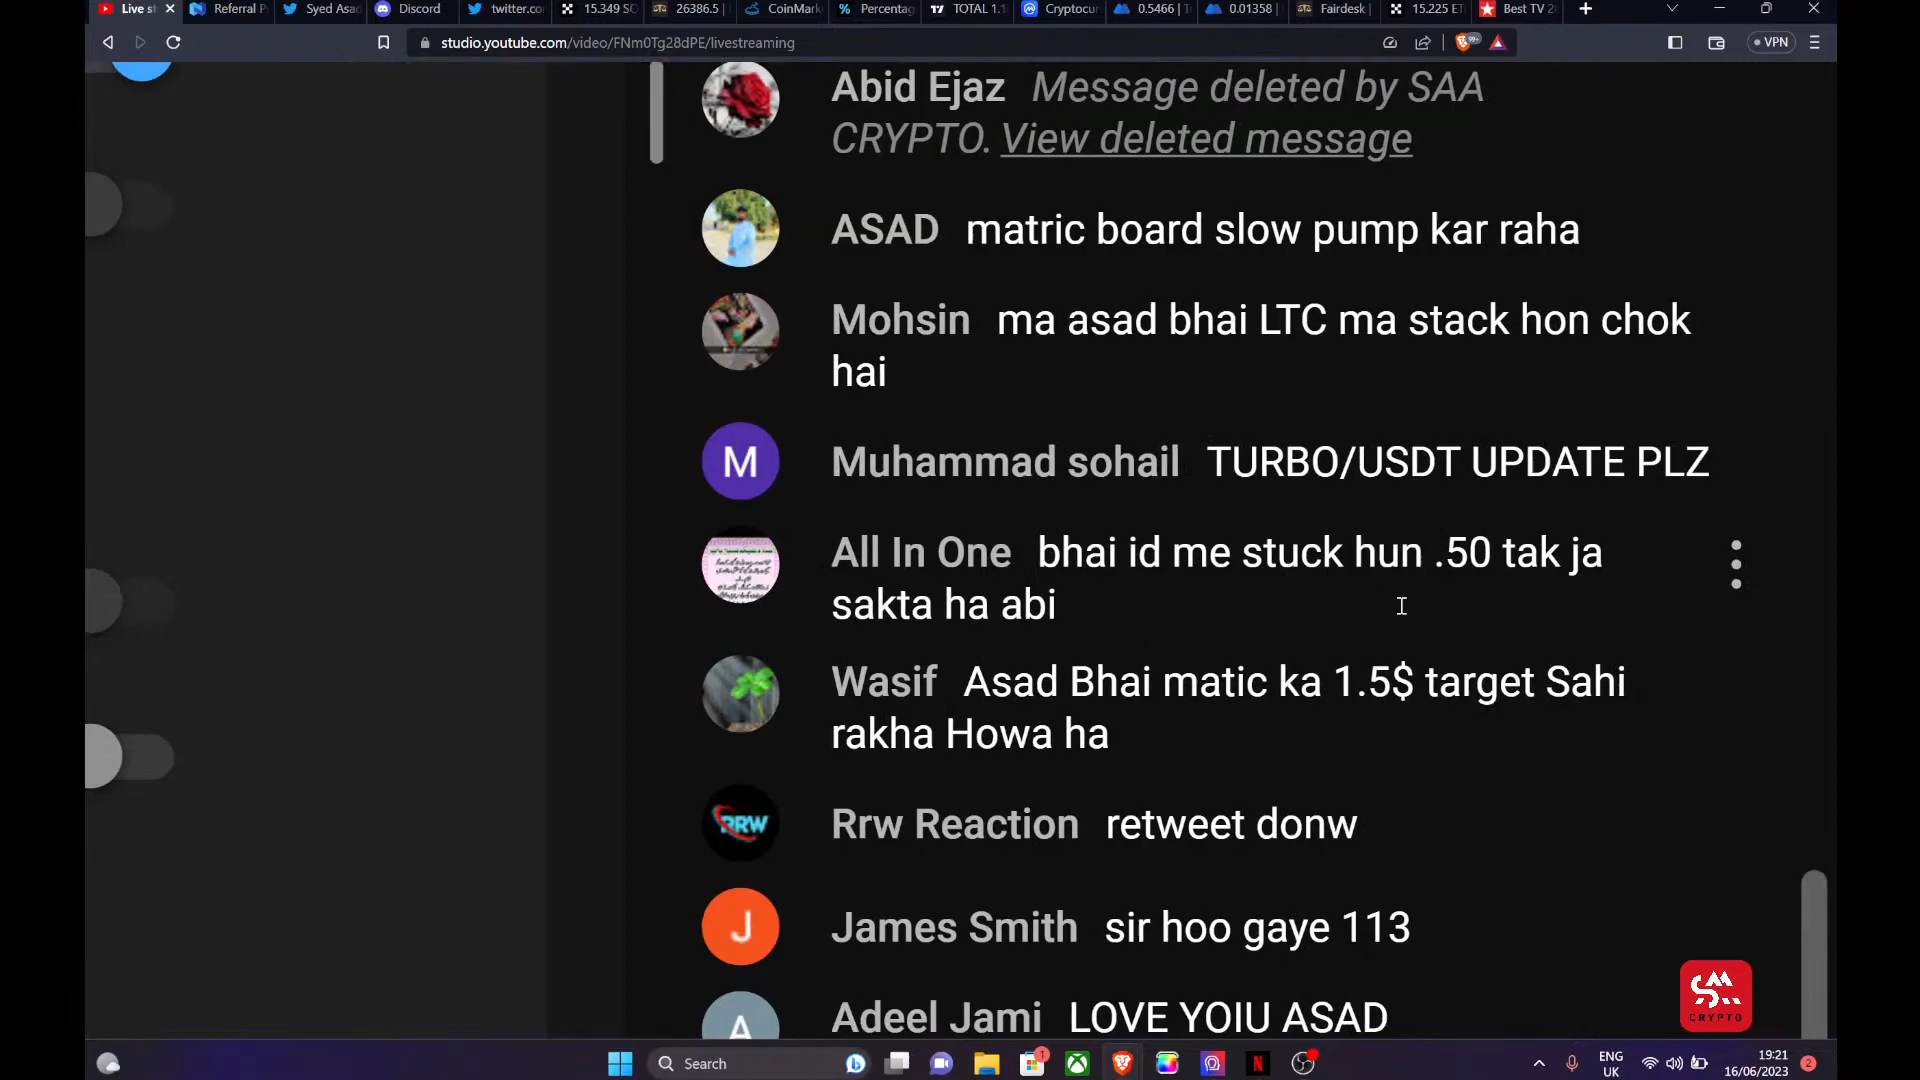 Live st
Referral P
Syed Asa
Discord
twitter.co
15.349 SO
26386.5 |
CoinMark
Percentag
TOTAL 1.1
Cryptocur
0.5466 | T
0.01358 |
Fairdesk |
15.225 ET
Best TV 2
studio.youtube.com/video/FNm0Tg28dPE/livestreaming
99+
VPN
Abid Ejaz Message deleted by SAA
CRYPTO. View deleted message
ASAD matric board slow pump kar raha
Mohsin ma asad bhai LTC ma stack hon chok
hai
M
Muhammad sohail TURBO/USDT UPDATE PLZ
All In One bhai id me stuck hun .50 tak ja
sakta ha abi
Wasif Asad Bhai matic ka 1.5$ target Sahi
rakha Howa ha
RRW
Rrw Reaction retweet donw
J
James Smith sir hoo gaye 113
A
Adeel Jami LOVE YOIU ASAD
CRYPTO
Search
1
N
ENG
UK
19:21
16/06/2023
2